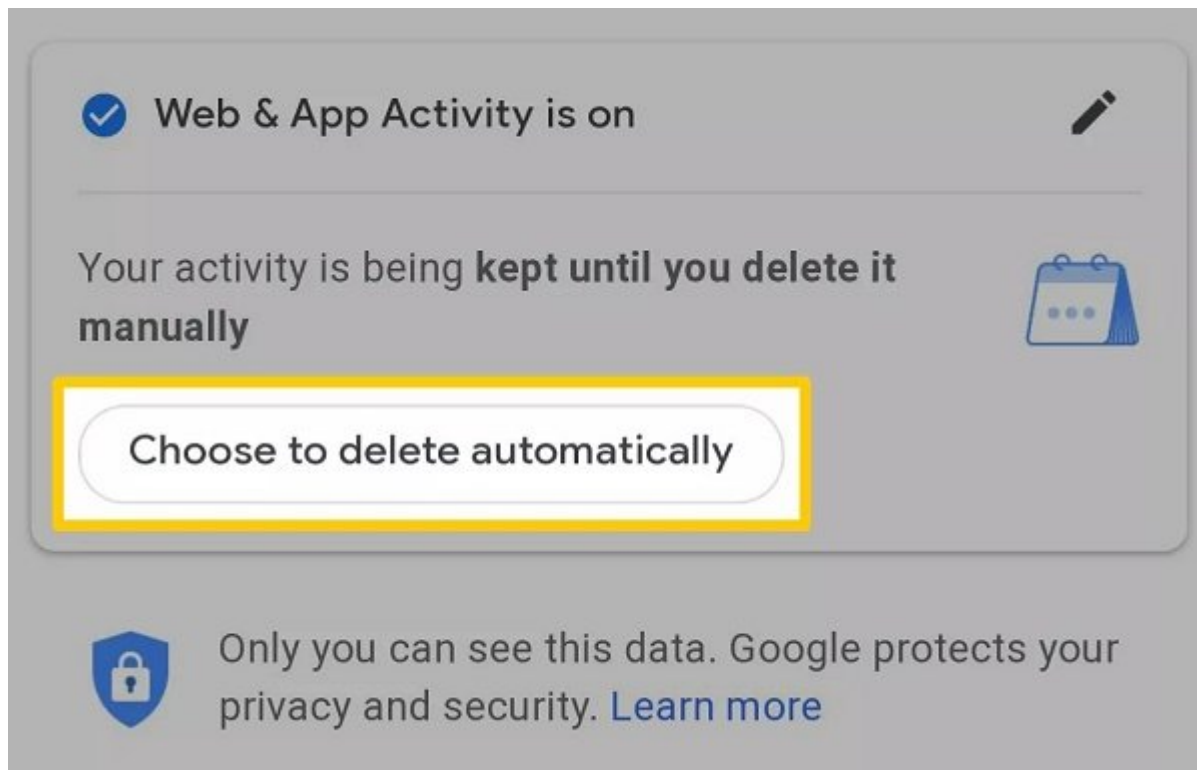 Web & App Activity is on
Your activity is being kept until you delete it
manually
Choose to delete automatically
Only you can see this data. Google protects your
privacy and security. Learn more